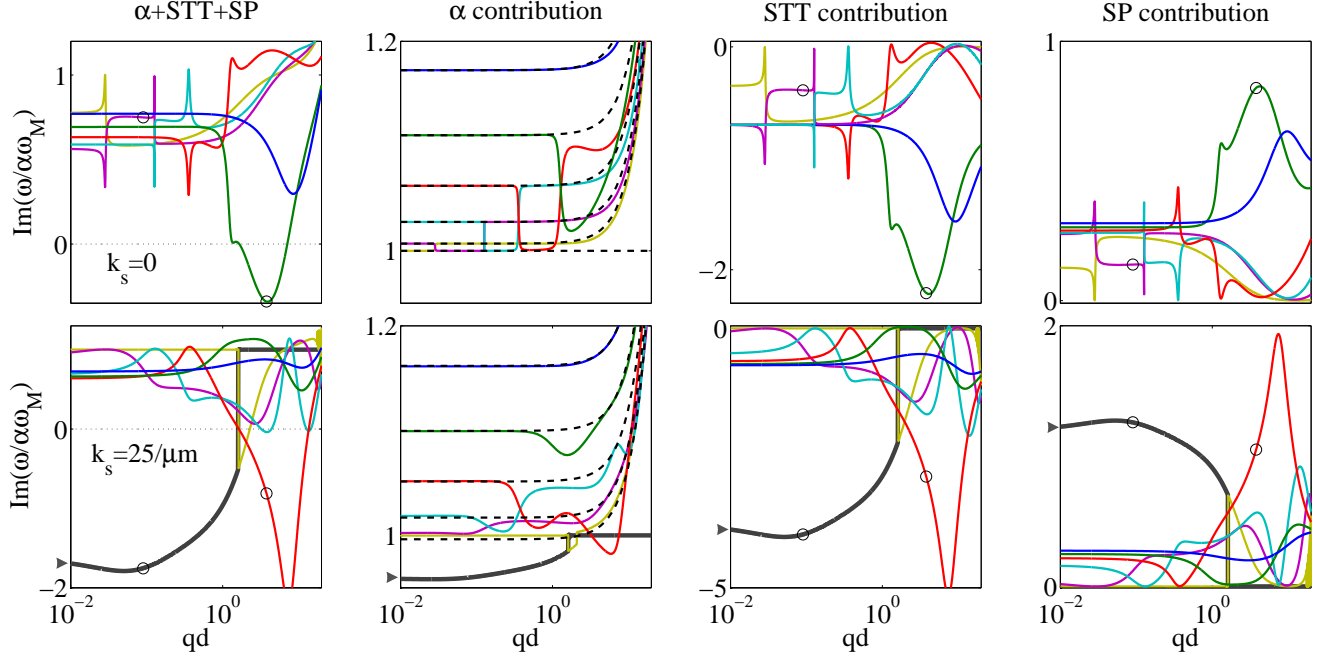 α+STT+SP
α contribution
STT contribution
SP contribution
Im(ω/αω_M)
1
0
k_s=0
1.2
1
0
−2
1
0
Im(ω/αω_M)
0
−2
k_s=25/μm
1.2
1
0
−5
2
0
10^−2
10^0
10^−2
10^0
10^−2
10^0
10^−2
10^0
qd
qd
qd
qd